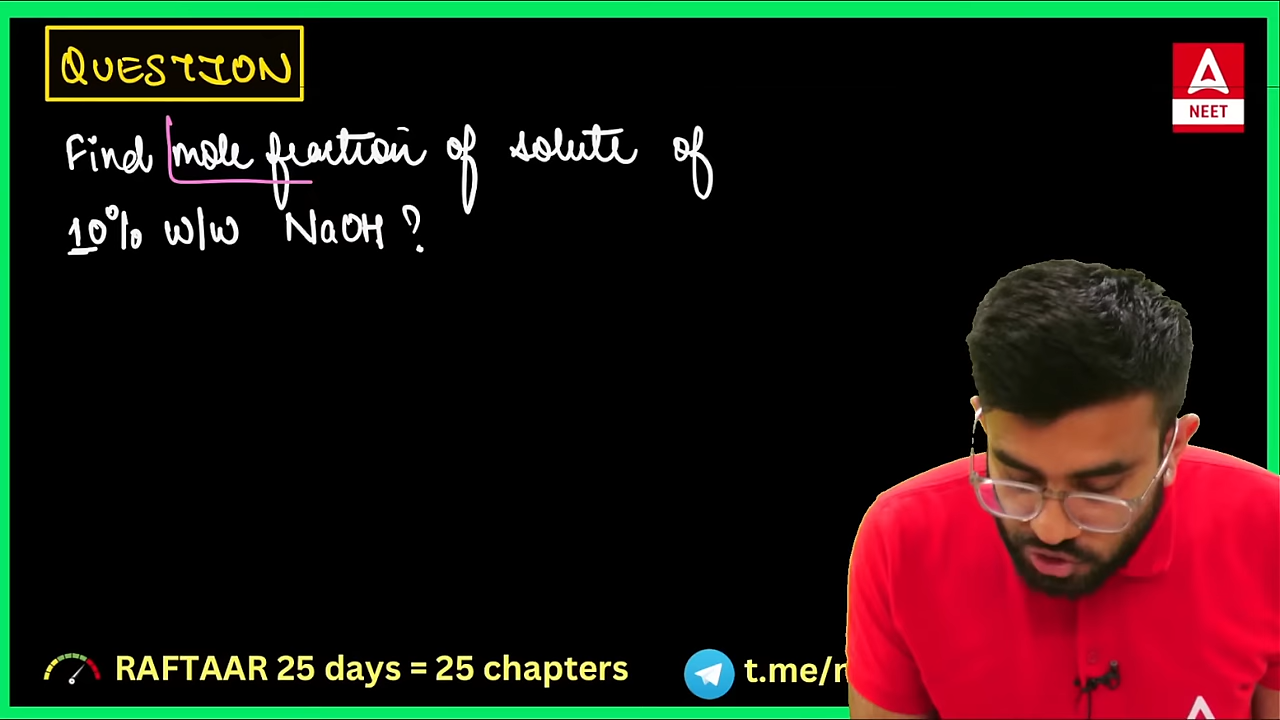 QUESTION
NEET
Find mole fraction of solute of
10% w/w NaOH?
RAFTAAR 25 days = 25 chapters
t.me/